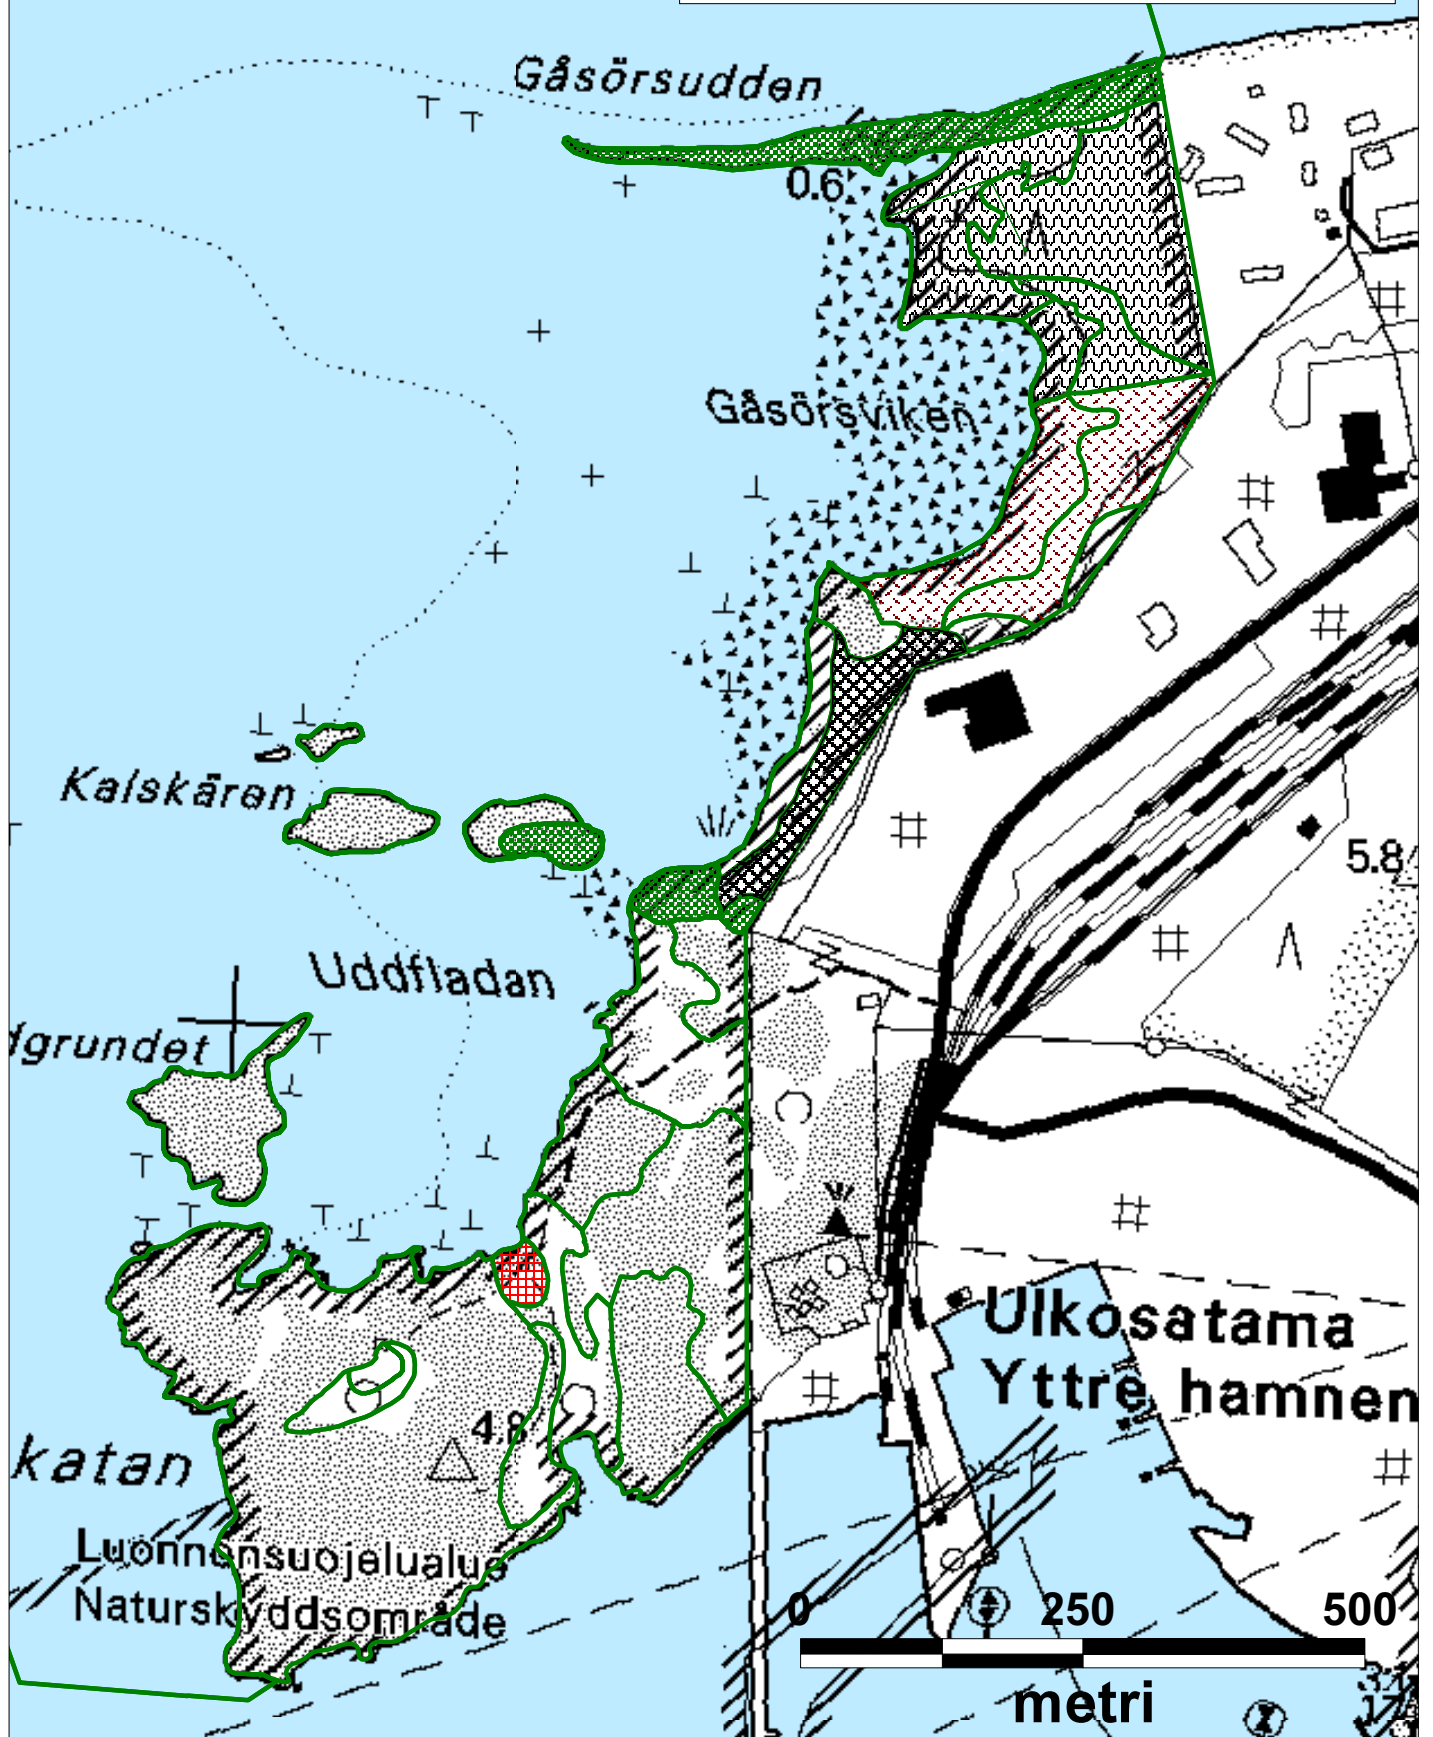 Gåsörsudden
0.6
Gåsörsviken
Kalskären
5.8
Uddfladan
dgrundet
Ulkosatama
Yttre hamnen
4.8
katan
Luonnonsuojelualue
Naturskyddsområde
0 250 500
metri